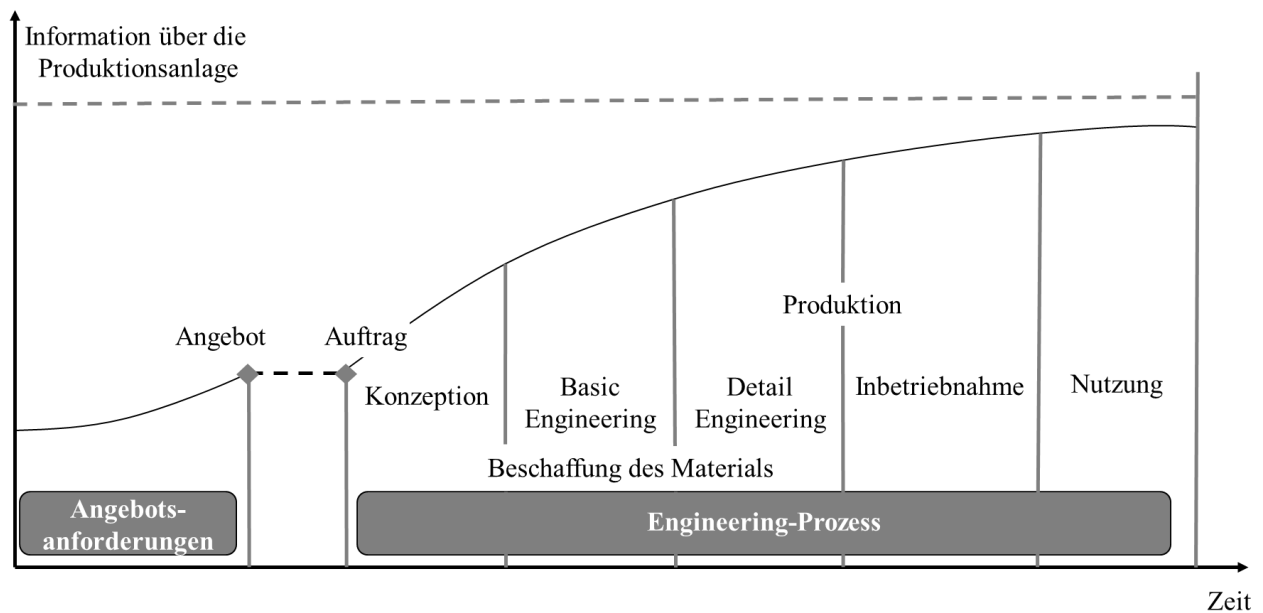 Information über die
Produktionsanlage
Angebot
Auftrag
Produktion
Konzeption
Basic
Engineering
Detail
Engineering
Inbetriebnahme
Nutzung
Beschaffung des Materials
Angebots-
anforderungen
Engineering-Prozess
Zeit